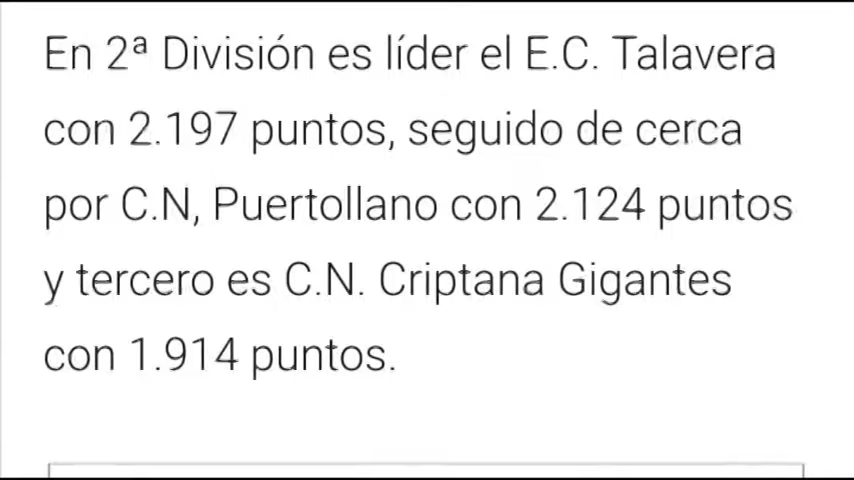 En 2ª División es líder el E.C. Talavera
con 2.197 puntos, seguido de cerca
por C.N, Puertollano con 2.124 puntos
y tercero es C.N. Criptana Gigantes
con 1.914 puntos.